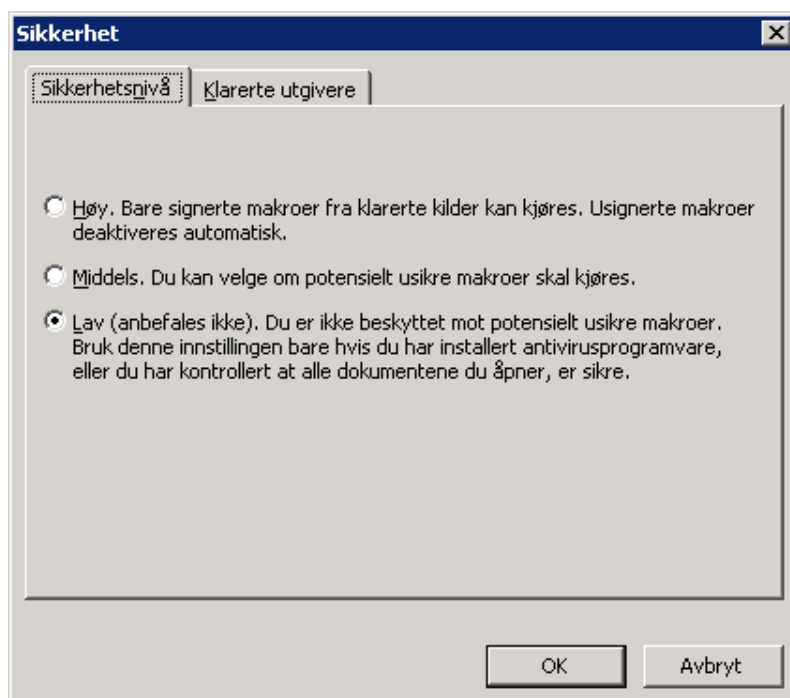 Sikkerhet
Sikkerhetsnivå
Klarerte utgivere
Høy. Bare signerte makroer fra klarerte kilder kan kjøres. Usignerte makroer
deaktiveres automatisk.
Middels. Du kan velge om potensielt usikre makroer skal kjøres.
Lav (anbefales ikke). Du er ikke beskyttet mot potensielt usikre makroer.
Bruk denne innstillingen bare hvis du har installert antivirusprogramvare,
eller du har kontrollert at alle dokumentene du åpner, er sikre.
OK
Avbryt